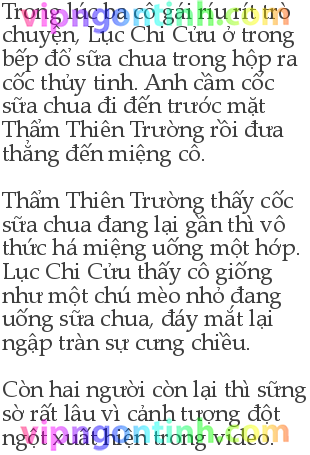 Trong lúc ba cô gái ríu rít trò
chuyện, Lục Chi Cửu ở trong
bếp đổ sữa chua trong hộp ra
cốc thủy tinh. Anh cầm cốc
sữa chua đi đến trước mặt
Thẩm Thiên Trường rồi đưa
thẳng đến miệng cô.
Thẩm Thiên Trường thấy cốc
sữa chua đang lại gần thì vô
thức há miệng uống một hớp.
Lục Chi Cửu thấy cô giống
như một chú mèo nhỏ đang
uống sữa chua, đáy mắt lại
ngập tràn sự cưng chiều.
Còn hai người còn lại thì sững
sờ rất lâu vì cảnh tượng đột
ngột xuất hiện trong video.
vipngontinh.com
vipngontinh.com